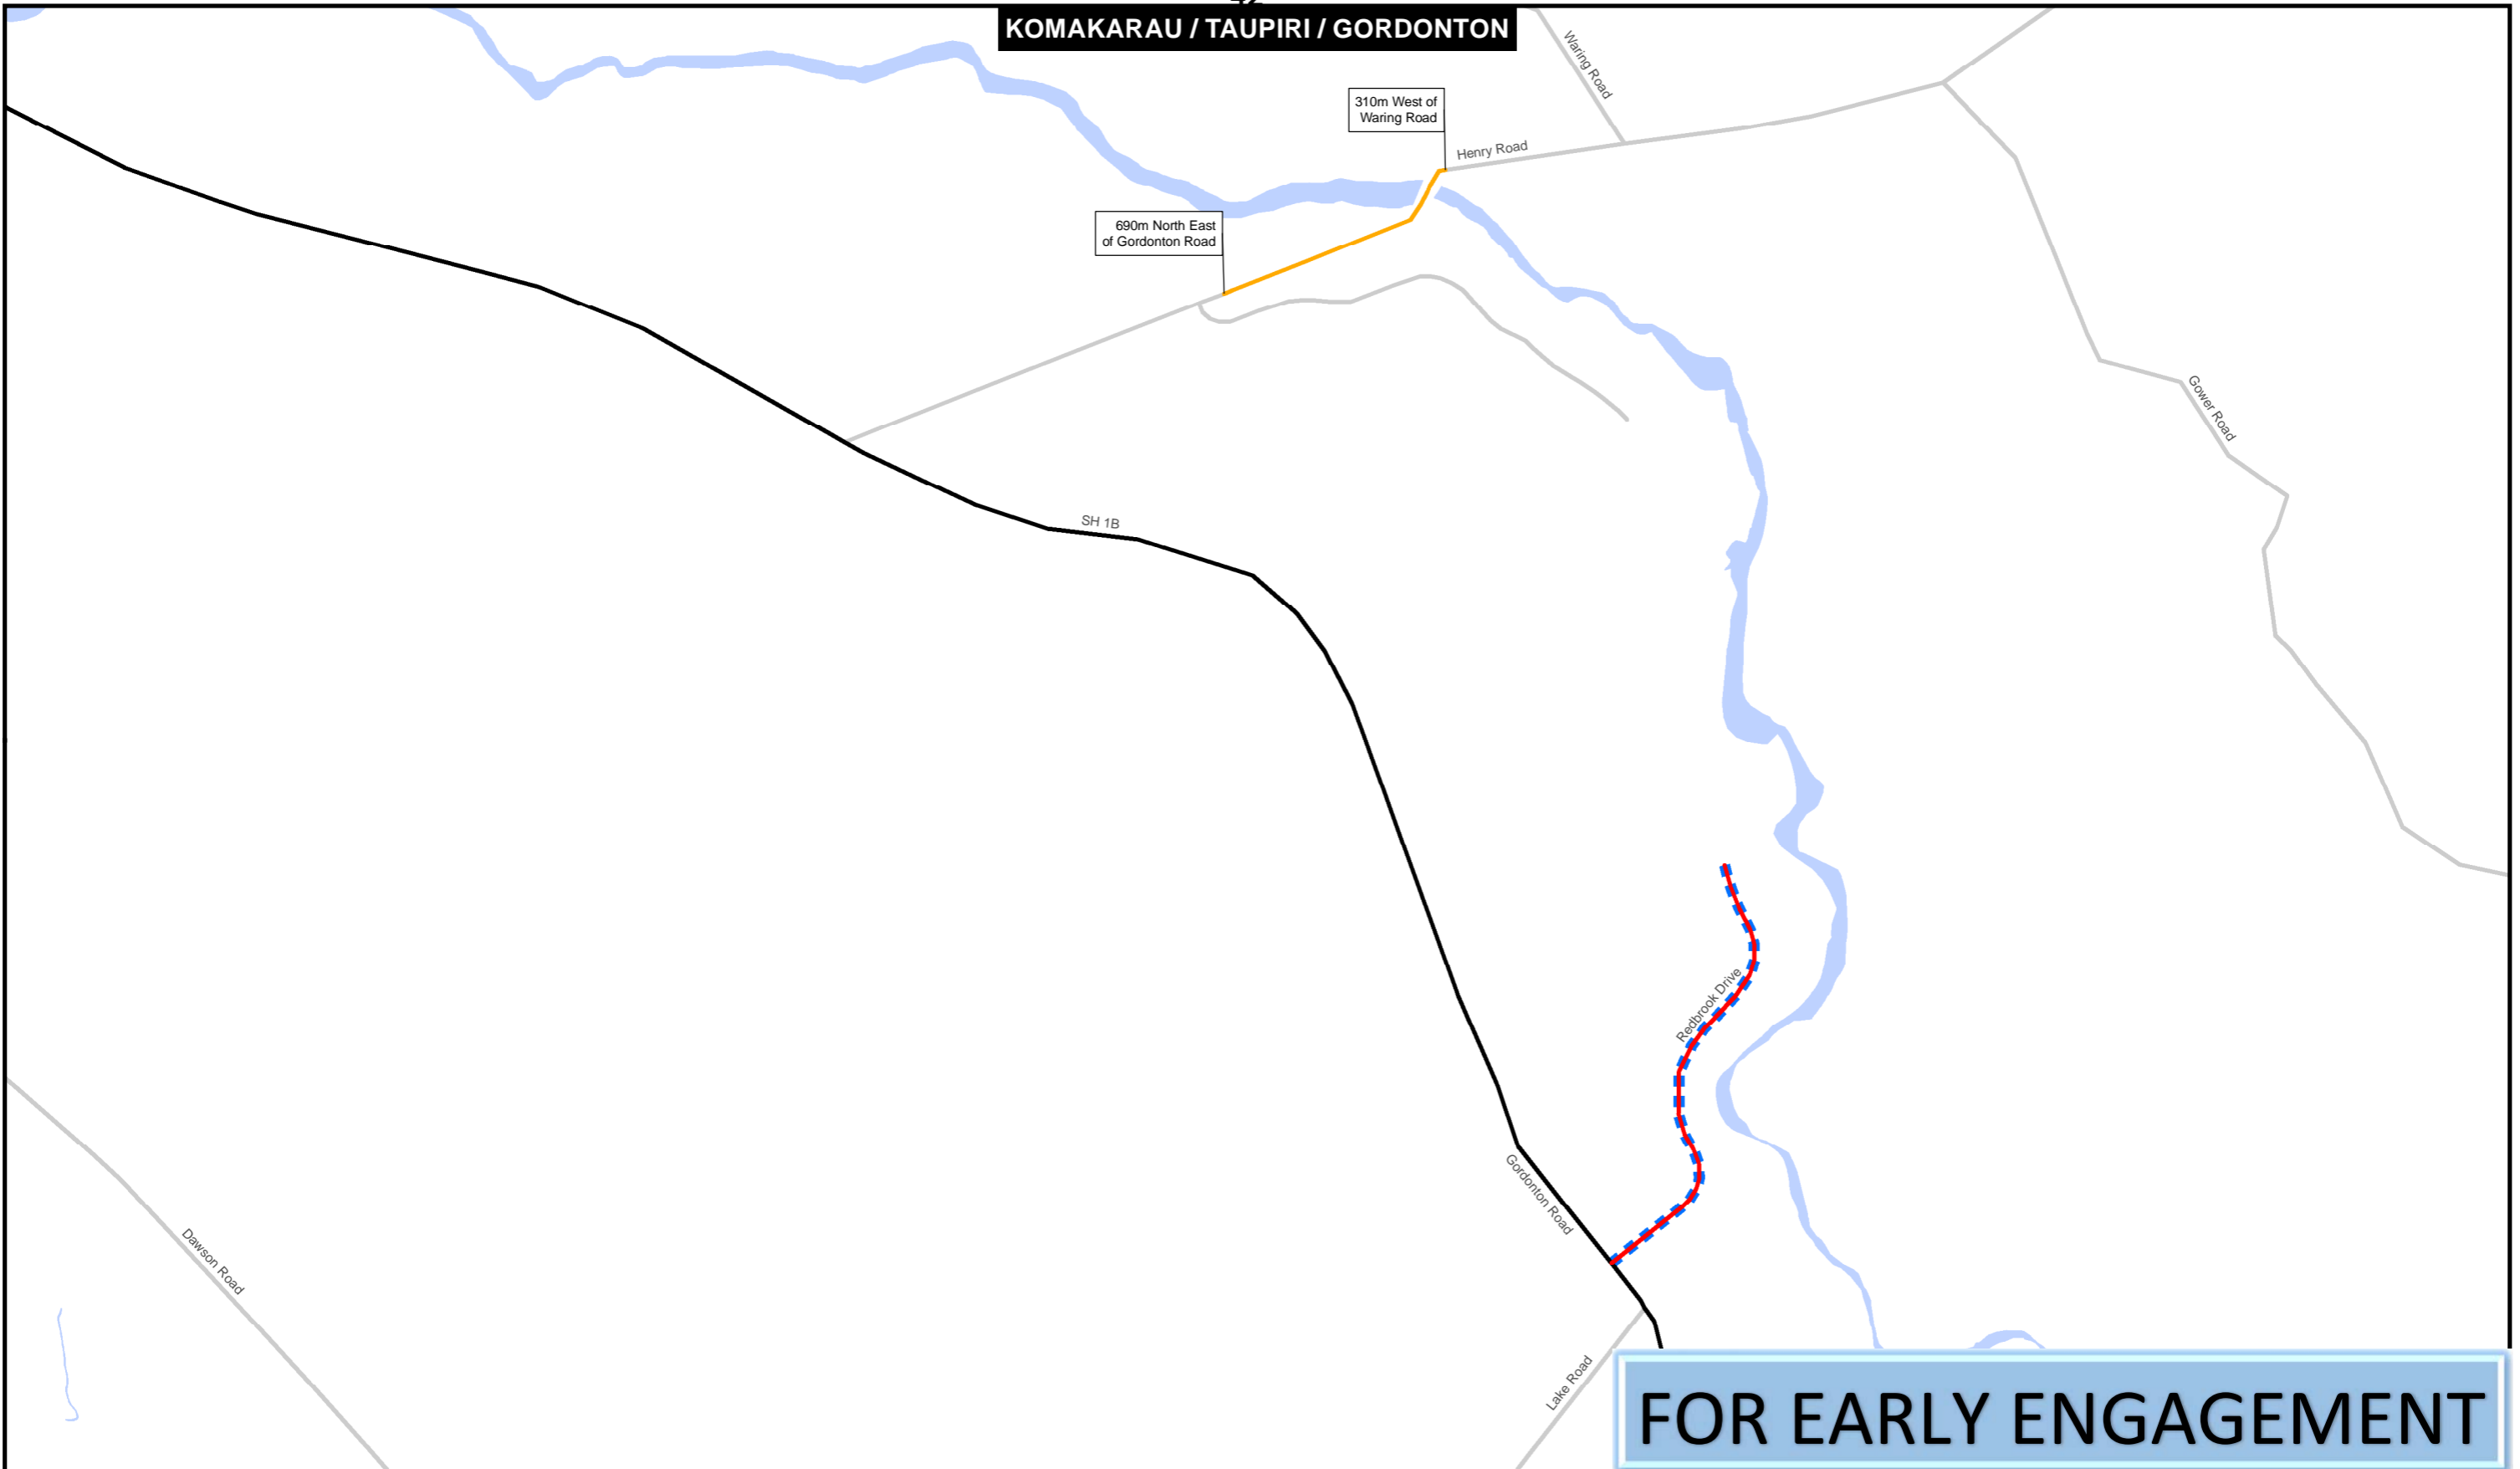 KOMAKARAU / TAUPIRI / GORDONTON
Waring Road
310m West of
Waring Road
Henry Road
690m North East
of Gordonton Road
Gower Road
SH 1B
Redbrook Drive
Gordonton Road
Dawson Road
Lake Road
FOR EARLY ENGAGEMENT